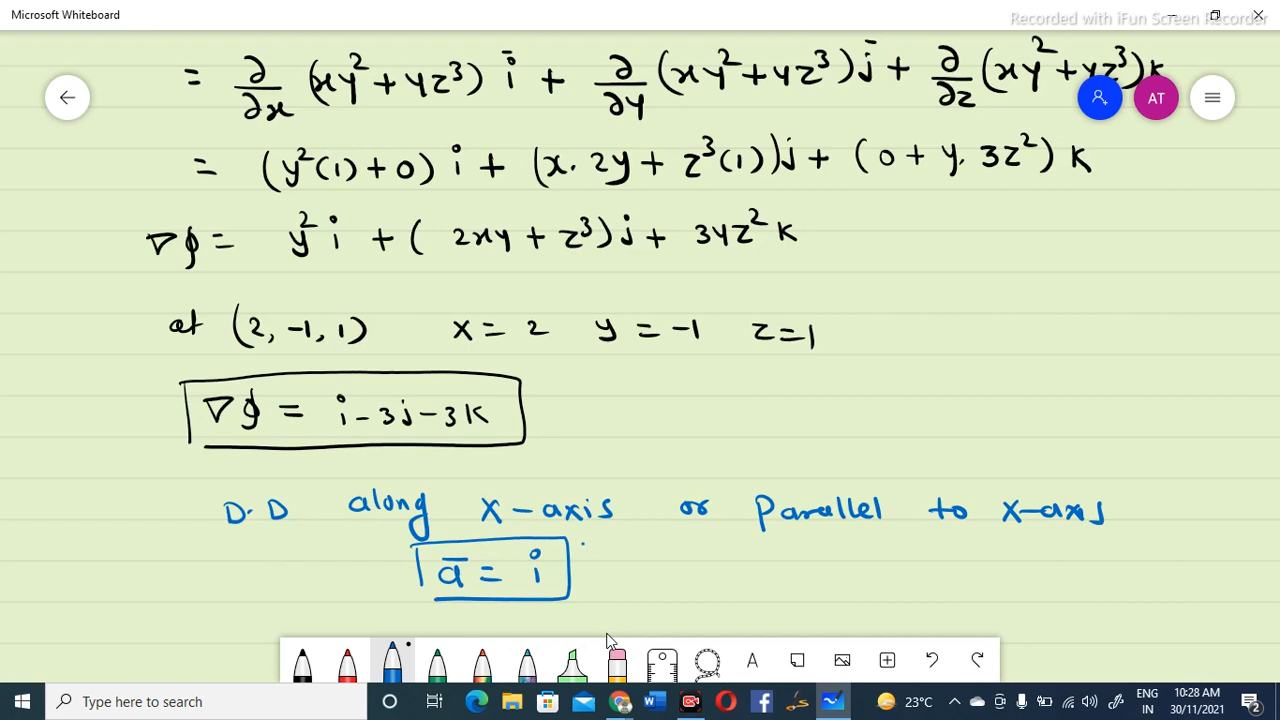 Microsoft Whiteboard
Recorded with iFun Screen Recorder
= ∂/∂x (xy² + yz³) i + ∂/∂y (xy² + yz³) j + ∂/∂z (xy² + yz³) k
AT
= (y²(1) + 0) i + (x. 2y + z³(1)) j + (0 + y. 3z²) k
∇φ = y² i + (2xy + z³) j + 3yz² k
at (2, -1, 1) x = 2 y = -1 z = 1
∇φ = i - 3j - 3k
D.D along x-axis or parallel to x-axis
a̅ = i
A
Type here to search
W
23°C
ENG
IN
10:28 AM
30/11/2021
2